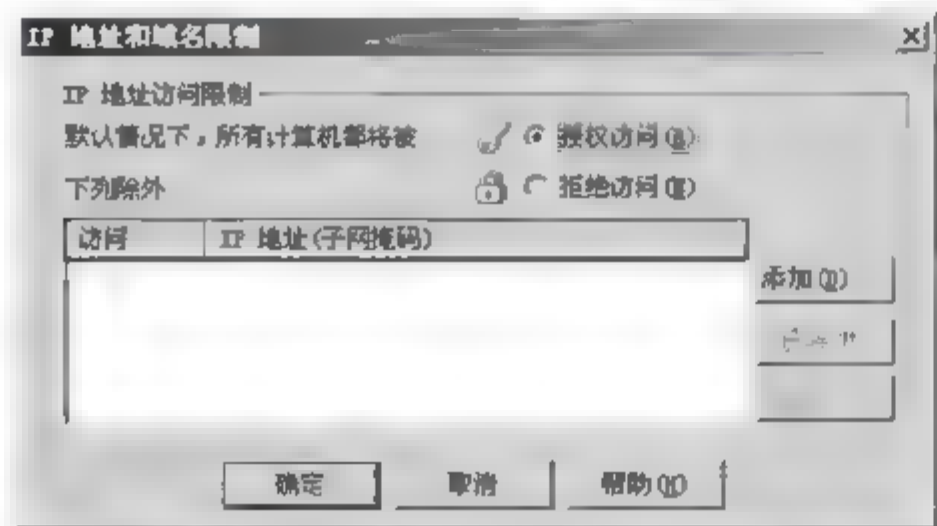 IP 地址和域名限制
IP 地址访问限制
默认情况下，所有计算机都将被
授权访问(R)
下列除外
拒绝访问(N)
访问 IP 地址(子网掩码)
添加(D)
确定 取消 帮助(H)